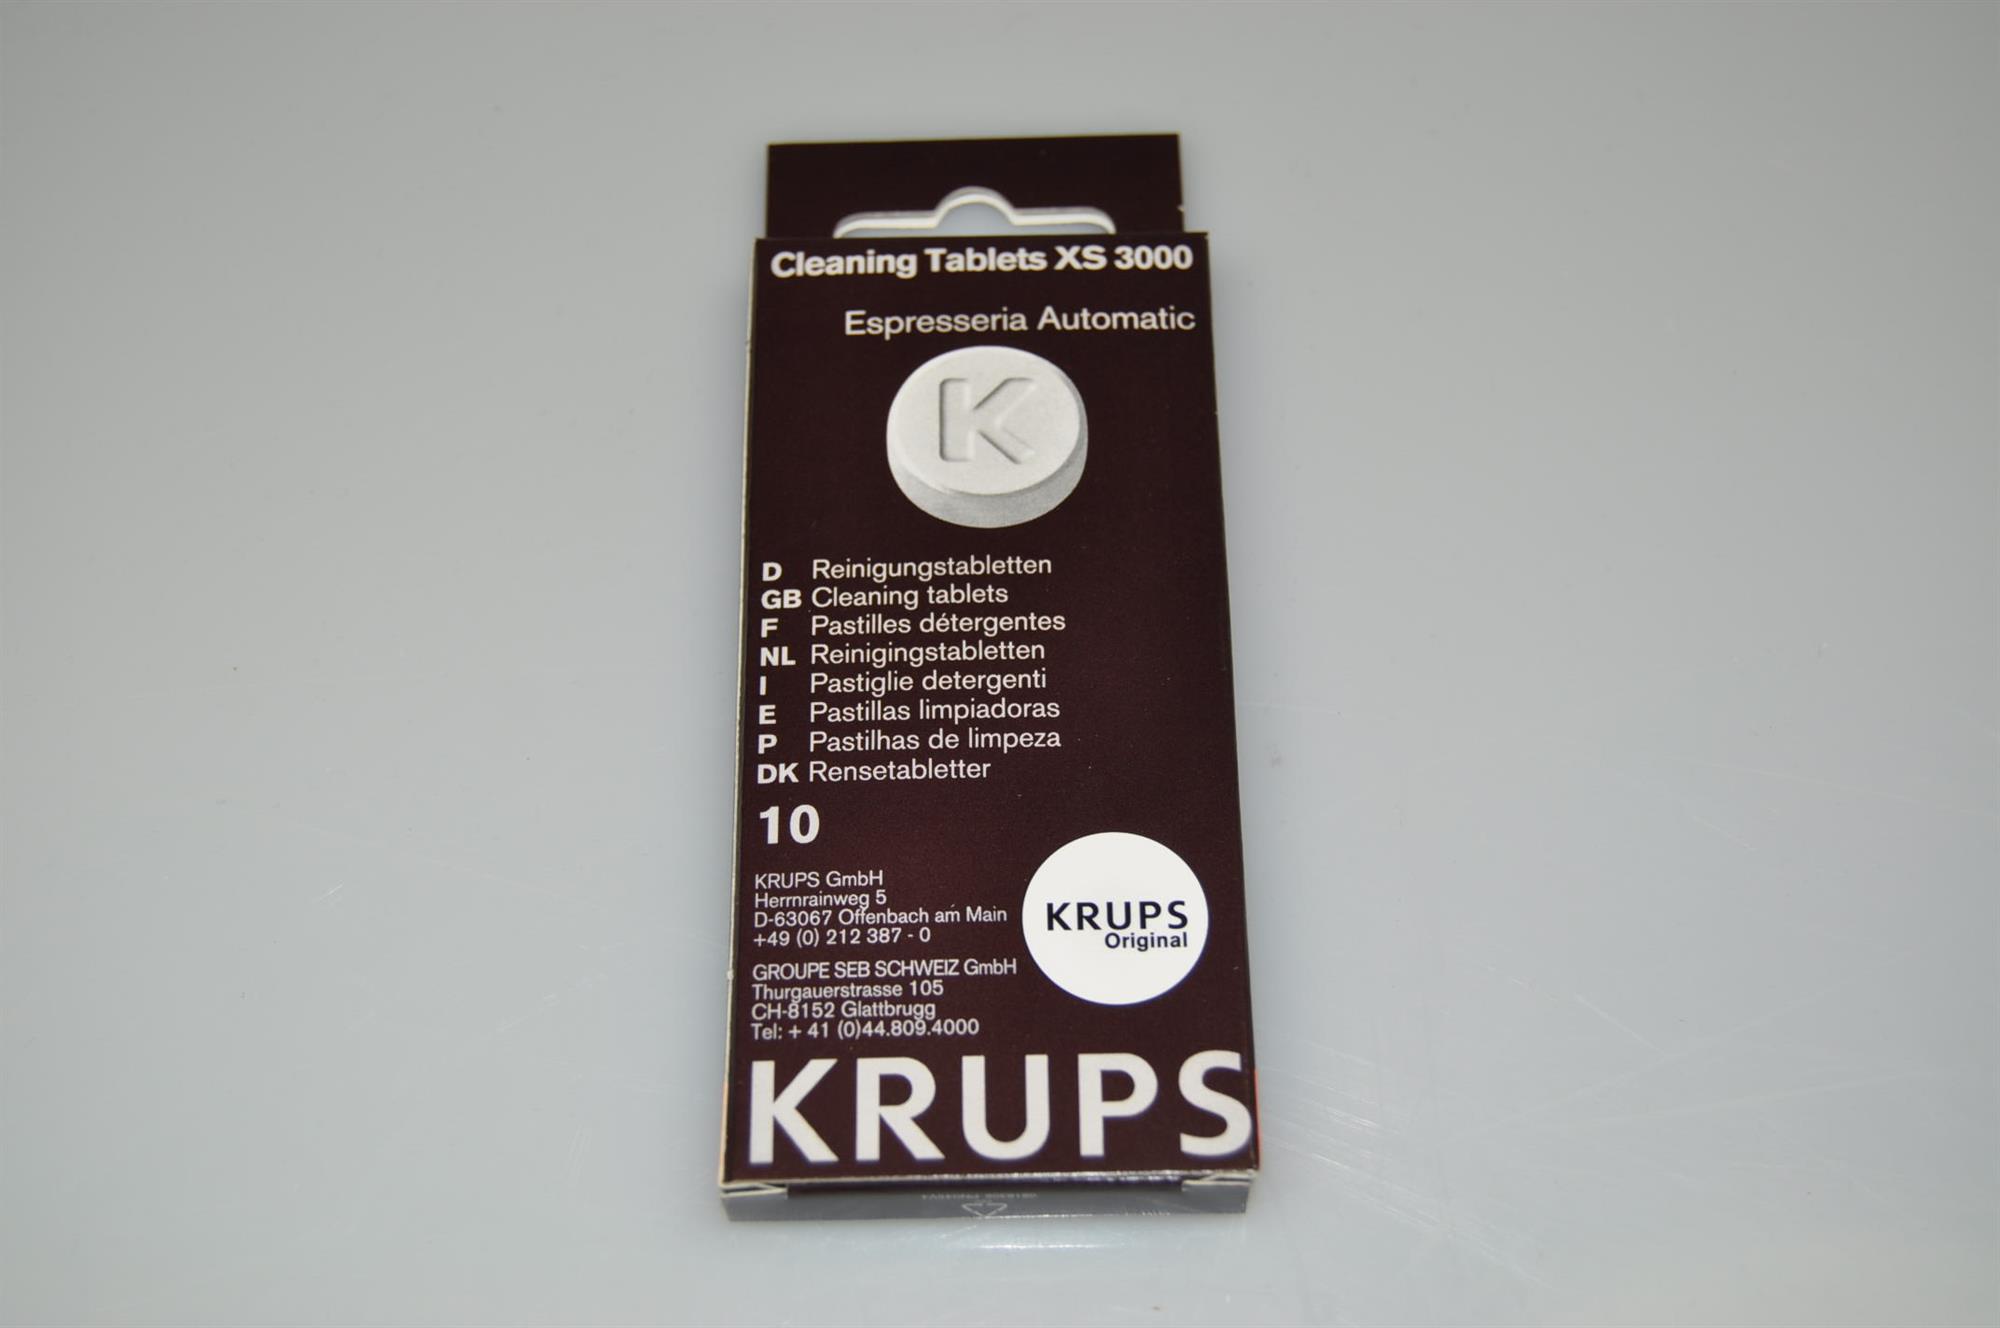 Cleaning Tablets XS 3000
Espresseria Automatic
K
D Reinigungstabletten
GB Cleaning tablets
F Pastilles détergentes
NL Reinigingstabletten
I Pastiglie detergenti
E Pastillas limpiadoras
P Pastilhas de limpeza
DK Rensetabletter
10
KRUPS GmbH
Herrnrainweg 5
D-63067 Offenbach am Main
+49 (0) 212 387 - 0
KRUPS
Original
GROUPE SEB SCHWEIZ GmbH
Thurgauerstrasse 105
CH-8152 Glattbrugg
Tel: + 41 (0)44.809.4000
KRUPS